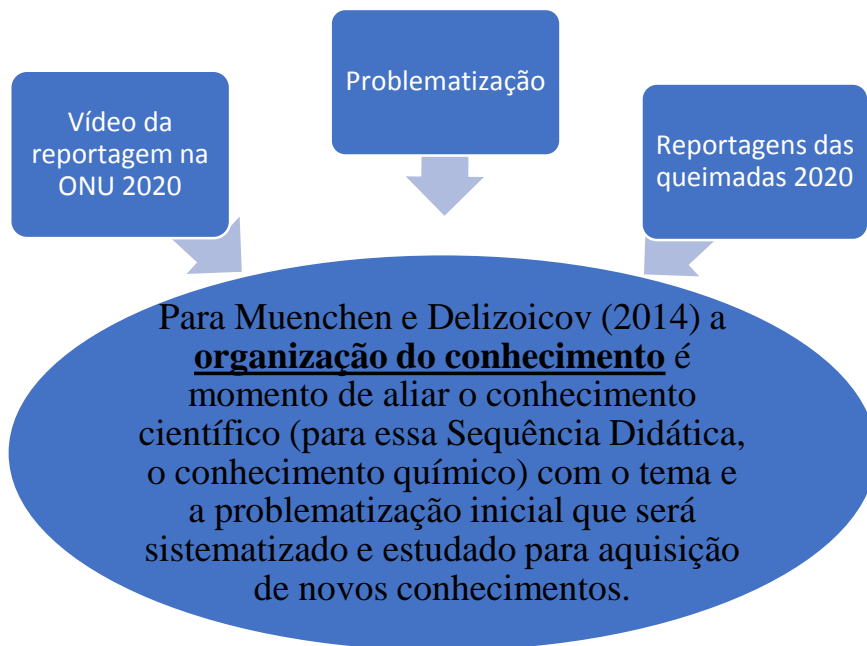 Vídeo da
reportagem na
ONU 2020
Problematização
Reportagens das
queimadas 2020
Para Muenchen e Delizoicov (2014) a
organização do conhecimento é
momento de aliar o conhecimento
científico (para essa Sequência Didática,
o conhecimento químico) com o tema e
a problematização inicial que será
sistematizado e estudado para aquisição
de novos conhecimentos.